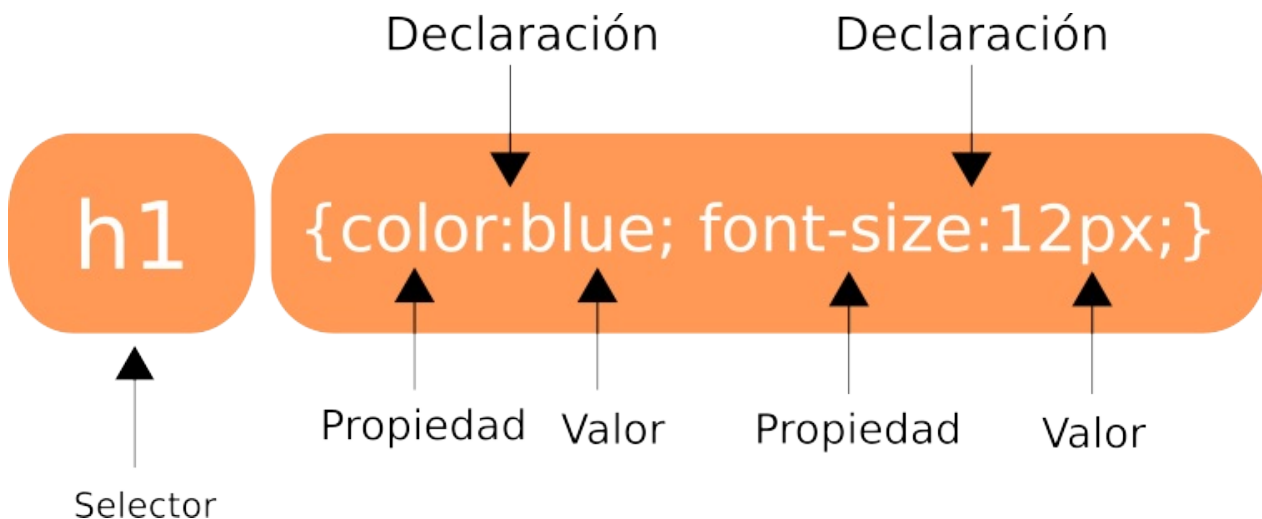 Declaración Declaración
h1 {color:blue; font-size:12px;}
Propiedad Valor Propiedad Valor
Selector